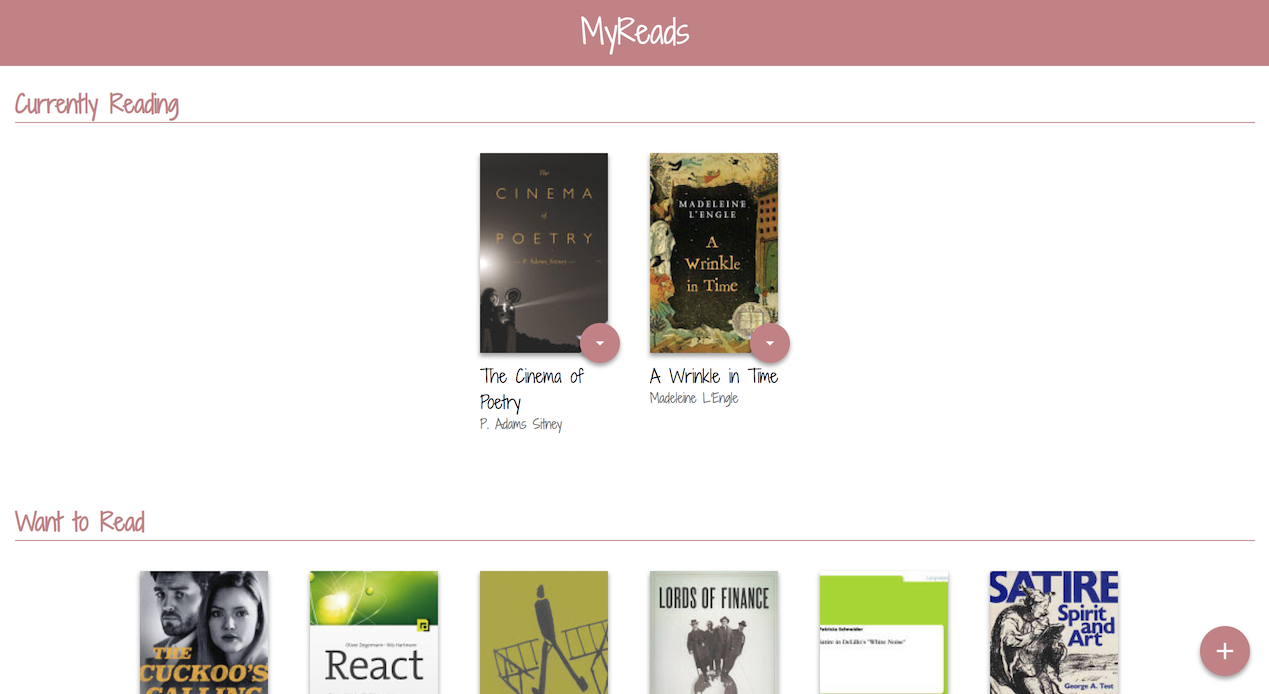 MyReads
Currently Reading
The
CINEMA
of
POETRY
P. Adams Sitney
MADELEINE
L'ENGLE
A
Wrinkle
in Time
The Cinema of
Poetry
P. Adams Sitney
A Wrinkle in Time
Madeleine L'Engle
Want to Read
THE
CUCKOO'S
CALLING
Oliver Zeigermann · Nils Hartmann
React
LORDS OF FINANCE
Language
Patricia Schneider
Satire in DeLillo's "White Noise"
SATIRE
Spirit
and
Art
George A. Test